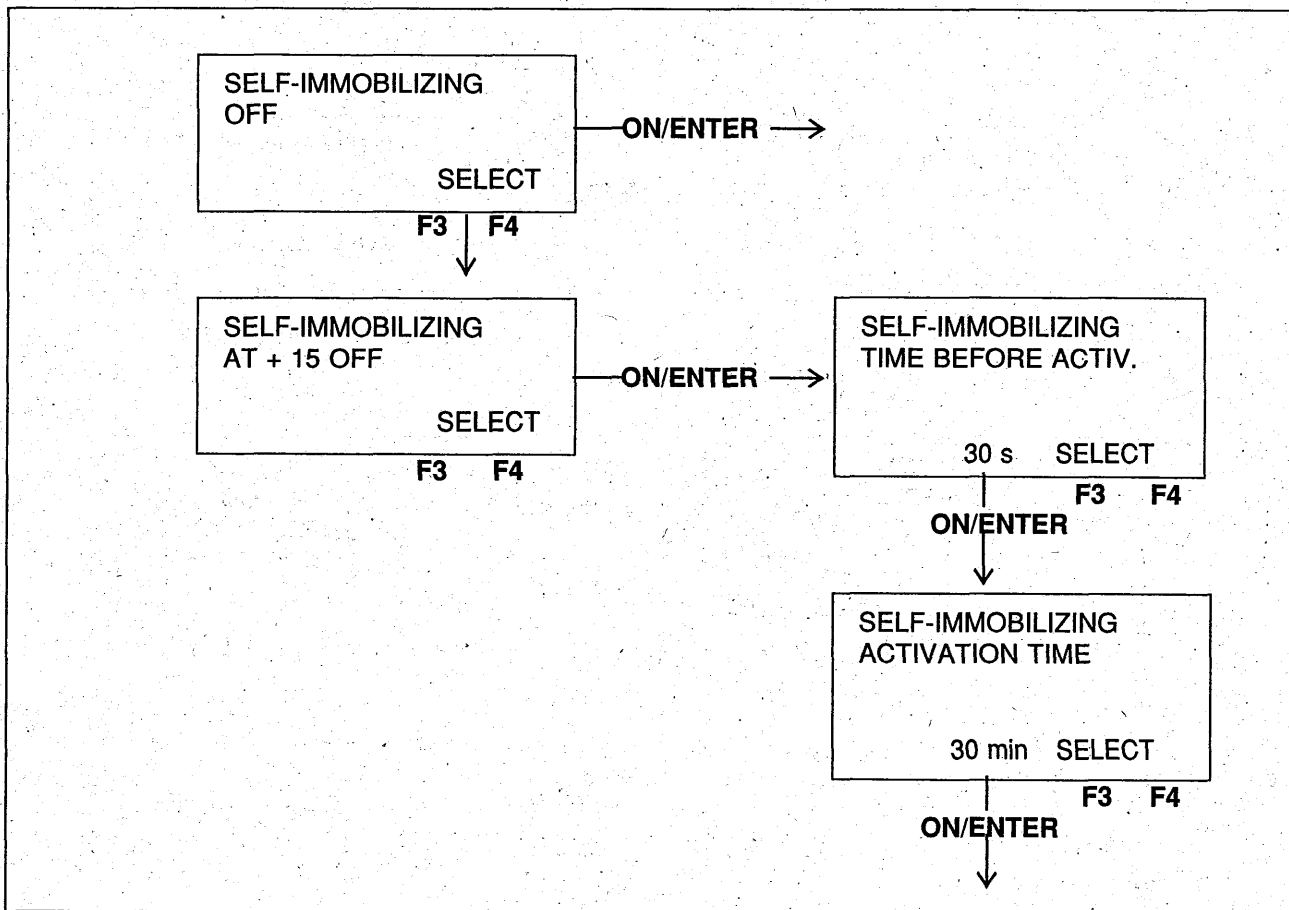 SELF-IMMOBILIZING
OFF
SELECT
ON/ENTER
F3 F4
SELF-IMMOBILIZING
AT + 15 OFF
SELECT
F3 F4
ON/ENTER
SELF-IMMOBILIZING
TIME BEFORE ACTIV.
30 s SELECT
F3 F4
ON/ENTER
SELF-IMMOBILIZING
ACTIVATION TIME
30 min SELECT
F3 F4
ON/ENTER